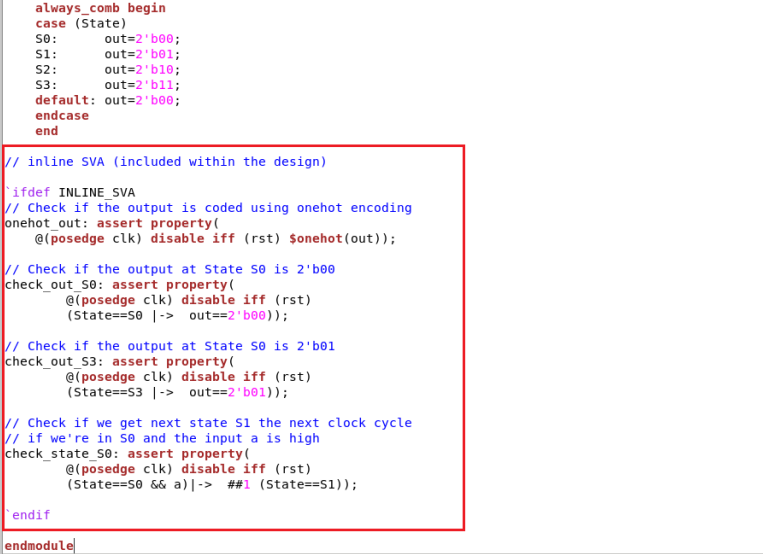 always_comb begin
case (State)
S0:      out=2'b00;
S1:      out=2'b01;
S2:      out=2'b10;
S3:      out=2'b11;
default: out=2'b00;
endcase
end
// inline SVA (included within the design)
`ifdef INLINE_SVA
// Check if the output is coded using onehot encoding
onehot_out: assert property(
@(posedge clk) disable iff (rst) $onehot(out));
// Check if the output at State S0 is 2'b00
check_out_S0: assert property(
@(posedge clk) disable iff (rst)
(State==S0 |->  out==2'b00));
// Check if the output at State S0 is 2'b01
check_out_S3: assert property(
@(posedge clk) disable iff (rst)
(State==S3 |->  out==2'b01));
// Check if we get next state S1 the next clock cycle
// if we're in S0 and the input a is high
check_state_S0: assert property(
@(posedge clk) disable iff (rst)
(State==S0 && a)|->  ##1 (State==S1));
`endif
endmodule